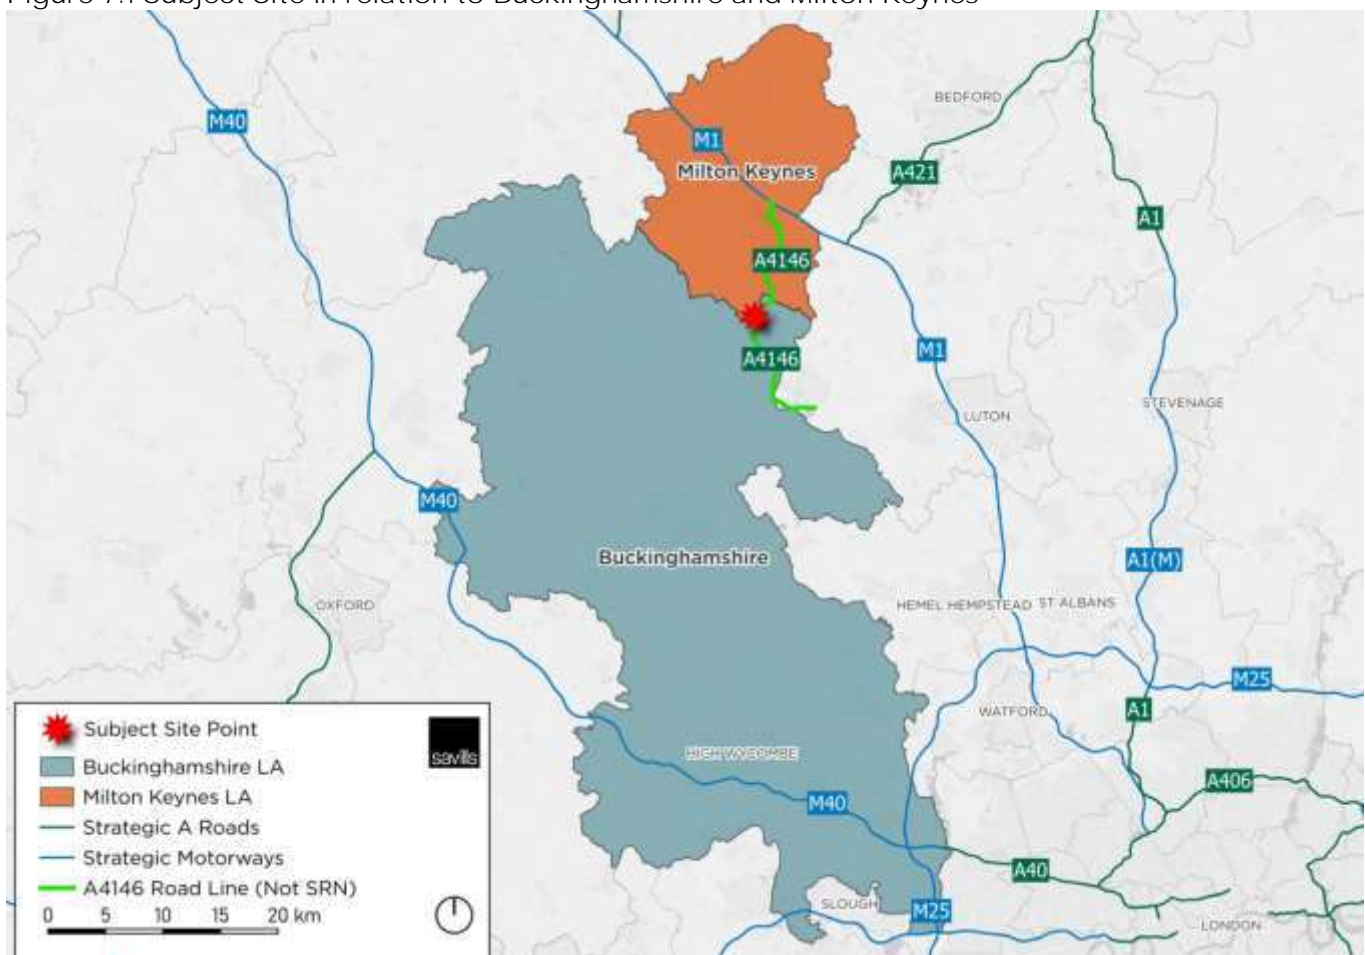 Figure 7.1 Subject Site in relation to Buckinghamshire and Milton Keynes
M40
M1
BEDFORD
Milton Keynes
A421
A1
A4146
A4146
M1
LUTON
STEVENAGE
M40
Buckinghamshire
A1(M)
OXFORD
HEMEL HEMPSTEAD
ST ALBANS
M25
WATFORD
A1
HIGH WYCOMBE
A406
M40
A40
SLOUGH
M25
LONDON
Subject Site Point
savills
Buckinghamshire LA
Milton Keynes LA
Strategic A Roads
Strategic Motorways
A4146 Road Line (Not SRN)
0 5 10 15 20 km